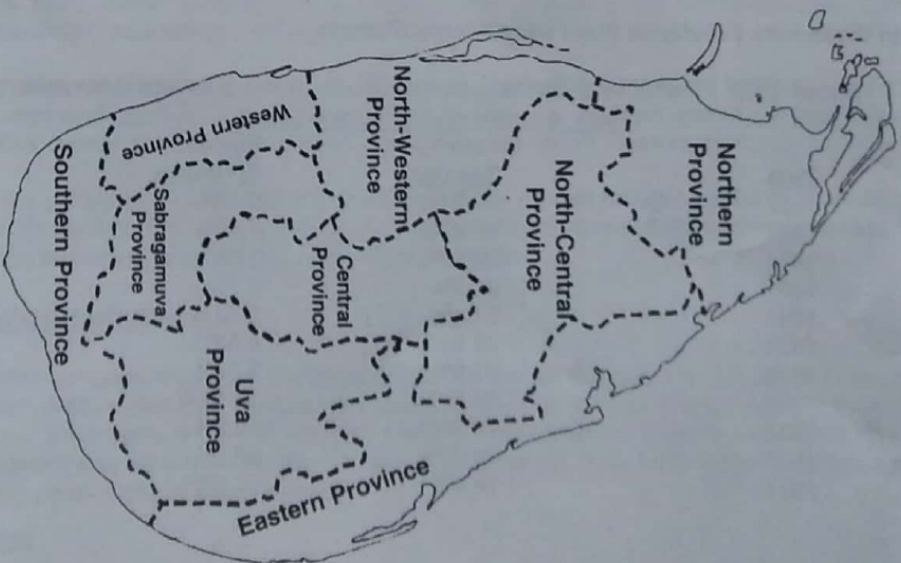 Northern
Province
North-Central
Province
North-Western
Province
Central
Province
Western Province
Sabragamuva
Province
Uva
Province
Eastern Province
Southern Province